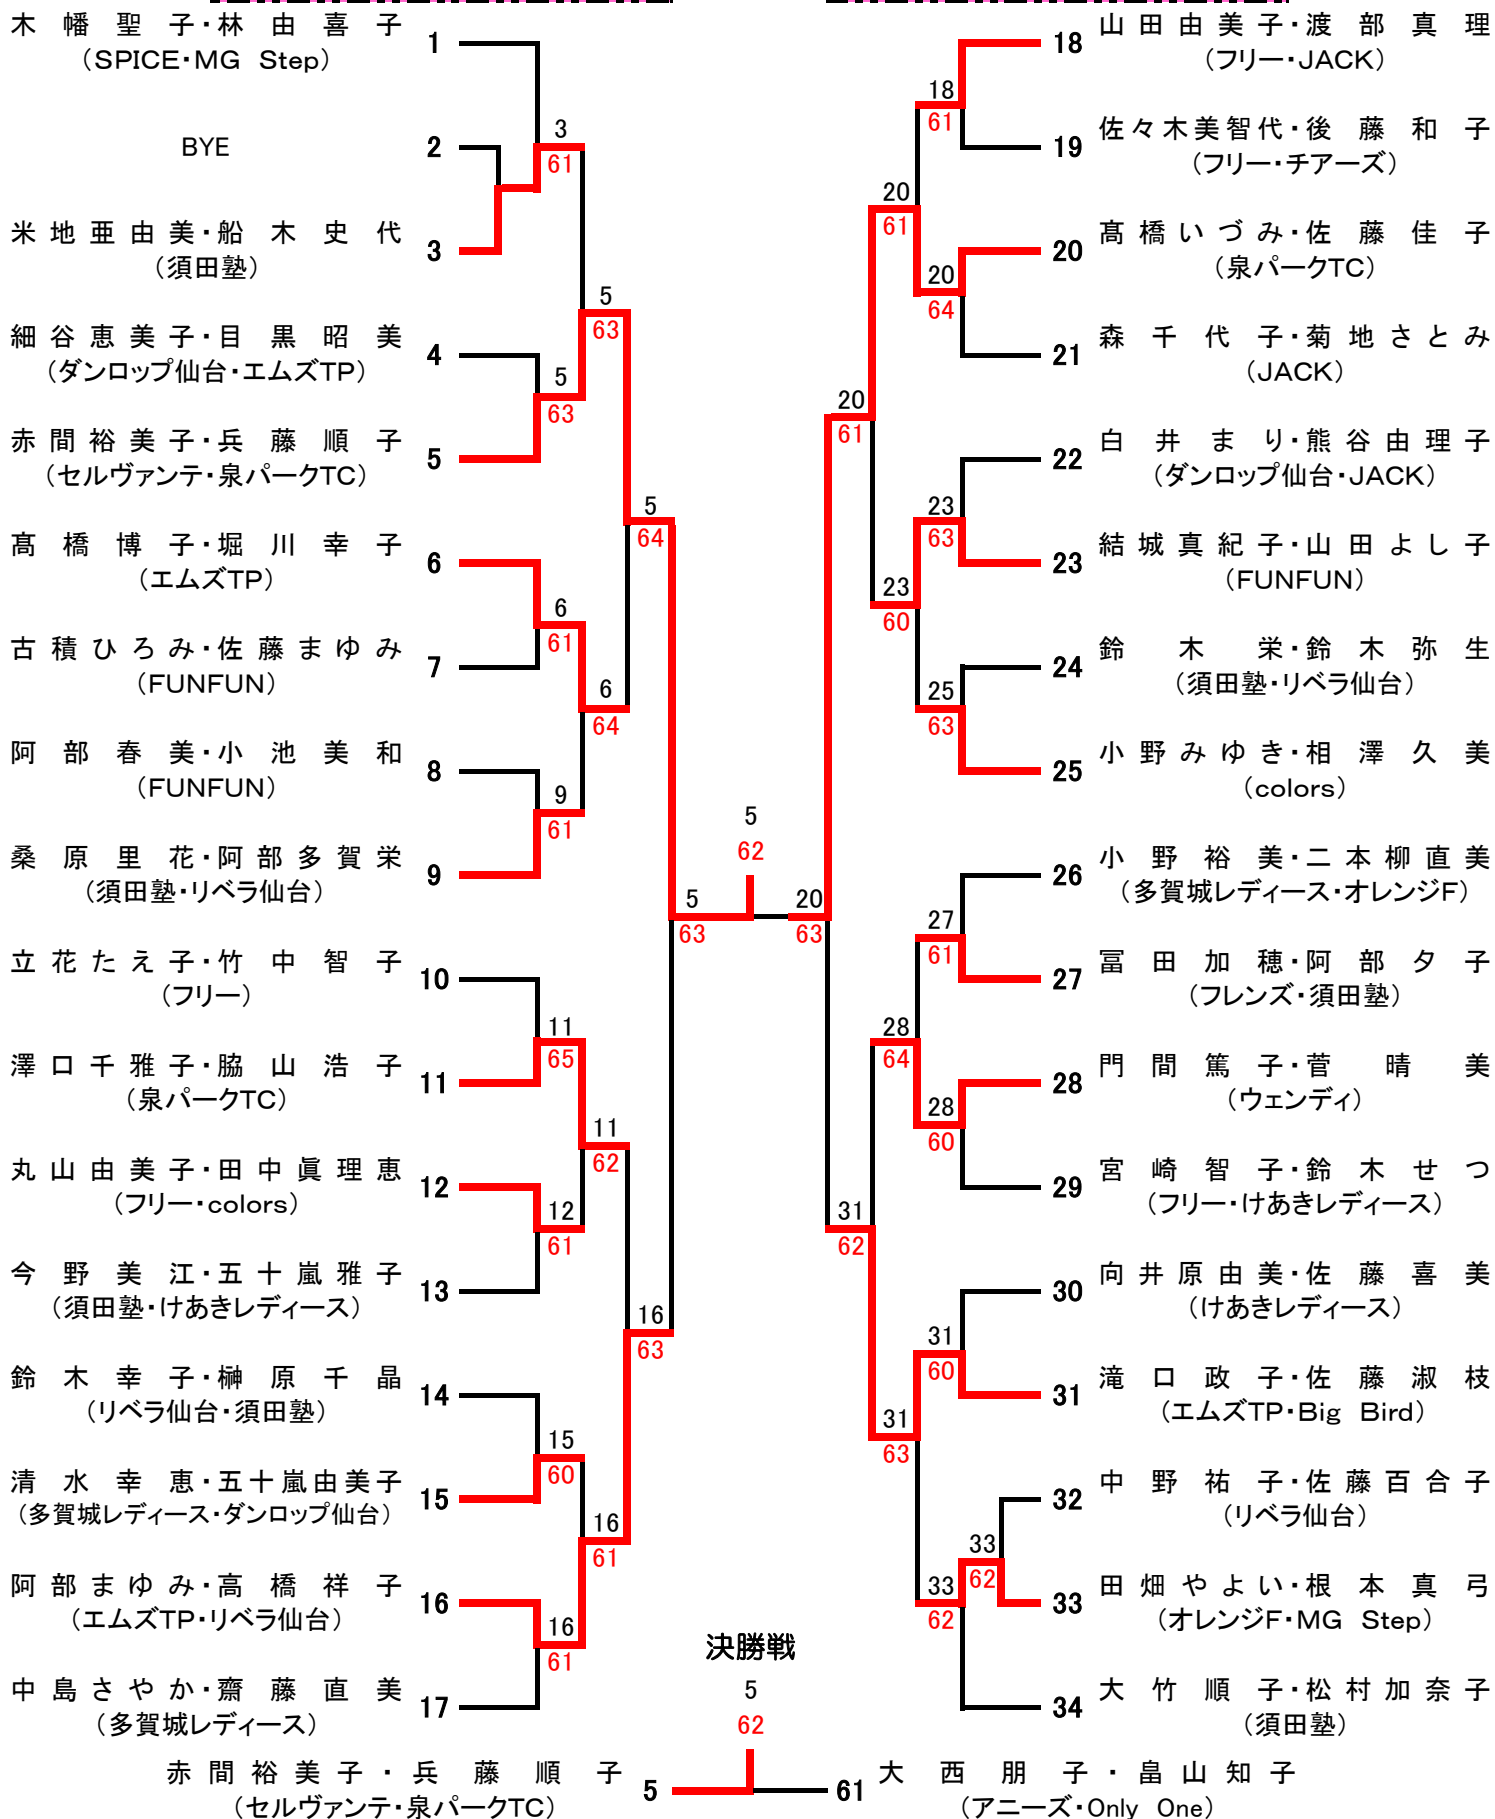 木幡聖子・林由喜子
(SPICE・MG Step)
1
BYE
2
米地亜由美・船木史代
(須田塾)
3
細谷恵美子・目黒昭美
(ダンロップ仙台・エムズTP)
4
赤間裕美子・兵藤順子
(セルヴァンテ・泉パークTC)
5
髙橋博子・堀川幸子
(エムズTP)
6
古積ひろみ・佐藤まゆみ
(FUNFUN)
7
阿部春美・小池美和
(FUNFUN)
8
桑原里花・阿部多賀栄
(須田塾・リベラ仙台)
9
立花たえ子・竹中智子
(フリー)
10
澤口千雅子・脇山浩子
(泉パークTC)
11
丸山由美子・田中眞理恵
(フリー・colors)
12
今野美江・五十嵐雅子
(須田塾・けあきレディース)
13
鈴木幸子・榊原千晶
(リベラ仙台・須田塾)
14
清水幸恵・五十嵐由美子
(多賀城レディース・ダンロップ仙台)
15
阿部まゆみ・高橋祥子
(エムズTP・リベラ仙台)
16
中島さやか・齋藤直美
(多賀城レディース)
17
3
61
5
63
6
61
9
61
11
65
12
61
15
60
16
61
5
63
6
64
11
62
16
61
5
64
16
63
5
63
5
62
20
63
20
61
31
62
20
61
23
60
28
64
31
63
18
61
20
64
23
63
25
63
27
61
28
60
31
60
33
62
33
62
18
山田由美子・渡部真理
(フリー・JACK)
19
佐々木美智代・後藤和子
(フリー・チアーズ)
20
髙橋いづみ・佐藤佳子
(泉パークTC)
21
森千代子・菊地さとみ
(JACK)
22
白井まり・熊谷由理子
(ダンロップ仙台・JACK)
23
結城真紀子・山田よし子
(FUNFUN)
24
鈴木栄・鈴木弥生
(須田塾・リベラ仙台)
25
小野みゆき・相澤久美
(colors)
26
小野裕美・二本柳直美
(多賀城レディース・オレンジF)
27
冨田加穂・阿部夕子
(フレンズ・須田塾)
28
門間篤子・菅晴美
(ウェンディ)
29
宮崎智子・鈴木せつ
(フリー・けあきレディース)
30
向井原由美・佐藤喜美
(けあきレディース)
31
滝口政子・佐藤淑枝
(エムズTP・Big Bird)
32
中野祐子・佐藤百合子
(リベラ仙台)
33
田畑やよい・根本真弓
(オレンジF・MG Step)
34
大竹順子・松村加奈子
(須田塾)
決勝戦
5
62
赤間裕美子・兵藤順子
(セルヴァンテ・泉パークTC)
5
61
大西朋子・畠山知子
(アニーズ・Only One)